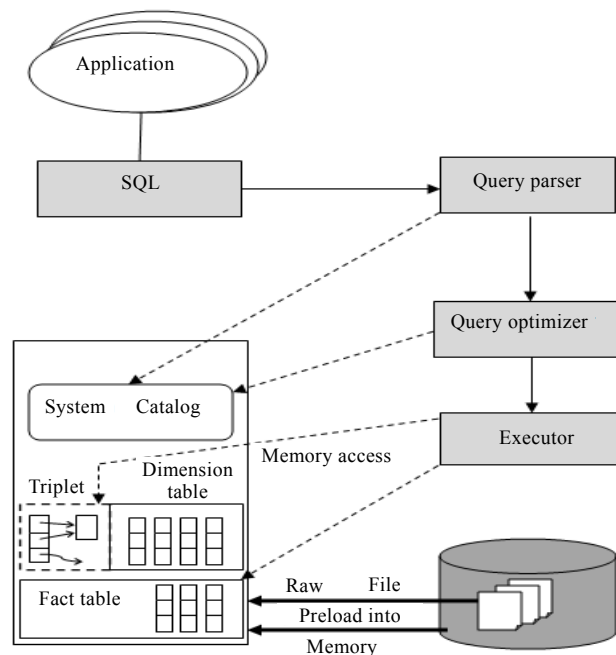 Application
SQL
Query parser
Query optimizer
System Catalog
Executor
Memory access
Dimension
table
Triplet
Fact table
Raw File
Preload into
Memory